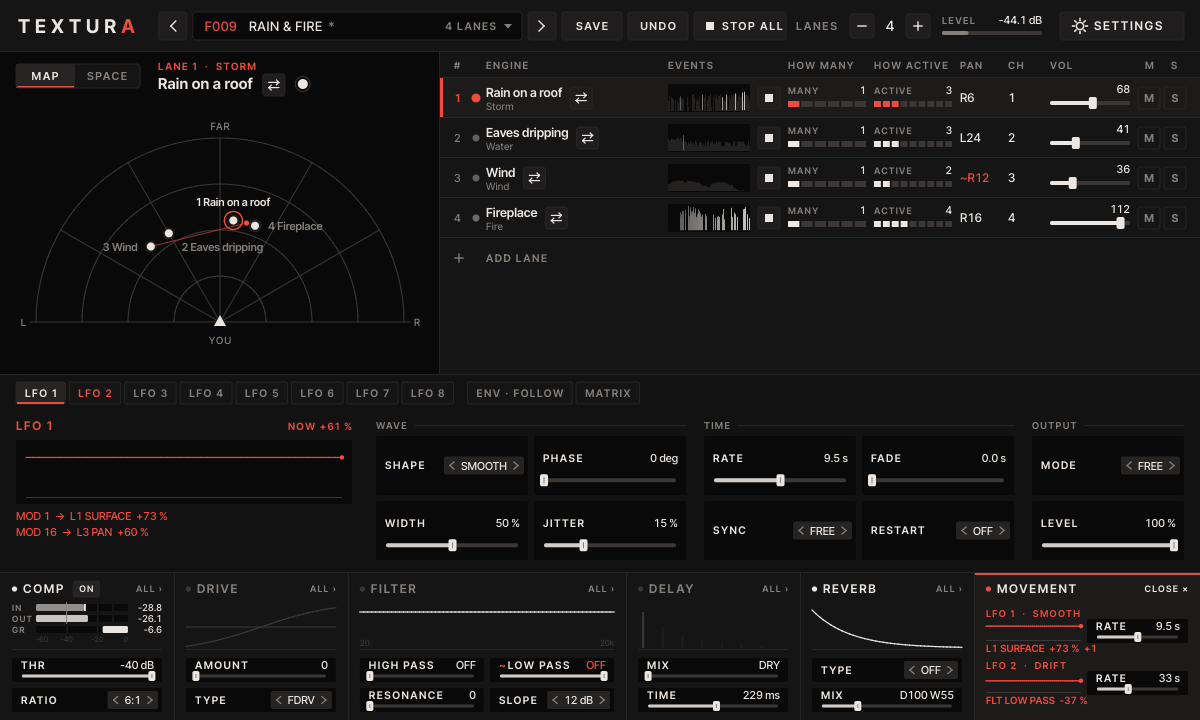 TEXTURA
F009 RAIN & FIRE * 4 LANES
SAVE
UNDO
STOP ALL
LANES
4
LEVEL -44.1 dB
SETTINGS
MAP
SPACE
LANE 1 · STORM
Rain on a roof
FAR
1 Rain on a roof
4 Fireplace
3 Wind
2 Eaves dripping
L
R
YOU
# ENGINE EVENTS HOW MANY HOW ACTIVE PAN CH VOL M S
1 Rain on a roof MANY 1 ACTIVE 3 R6 1 68 M S
Storm
2 Eaves dripping MANY 1 ACTIVE 3 L24 2 41 M S
Water
3 Wind MANY 1 ACTIVE 2 ~R12 3 36 M S
Wind
4 Fireplace MANY 1 ACTIVE 4 R16 4 112 M S
Fire
+ ADD LANE
LFO 1 LFO 2 LFO 3 LFO 4 LFO 5 LFO 6 LFO 7 LFO 8 ENV · FOLLOW MATRIX
LFO 1 NOW +61 %
MOD 1 → L1 SURFACE +73 %
MOD 16 → L3 PAN +60 %
WAVE
SHAPE < SMOOTH >
PHASE 0 deg
WIDTH 50 %
JITTER 15 %
TIME
RATE 9.5 s
FADE 0.0 s
SYNC < FREE >
RESTART < OFF >
OUTPUT
MODE < FREE >
LEVEL 100 %
COMP ON ALL ›
IN -28.8
OUT -26.1
GR -6.6
-60 -40 -20 0
THR -40 dB
RATIO < 6:1 >
DRIVE ALL ›
AMOUNT 0
TYPE < FDRV >
FILTER ALL ›
20 20k
HIGH PASS OFF
~LOW PASS OFF
RESONANCE 0
SLOPE < 12 dB >
DELAY ALL ›
MIX DRY
TIME 229 ms
REVERB ALL ›
TYPE < OFF >
MIX D100 W55
MOVEMENT CLOSE ×
LFO 1 · SMOOTH
RATE 9.5 s
L1 SURFACE +73 % +1
LFO 2 · DRIFT
RATE 33 s
FLT LOW PASS -37 %